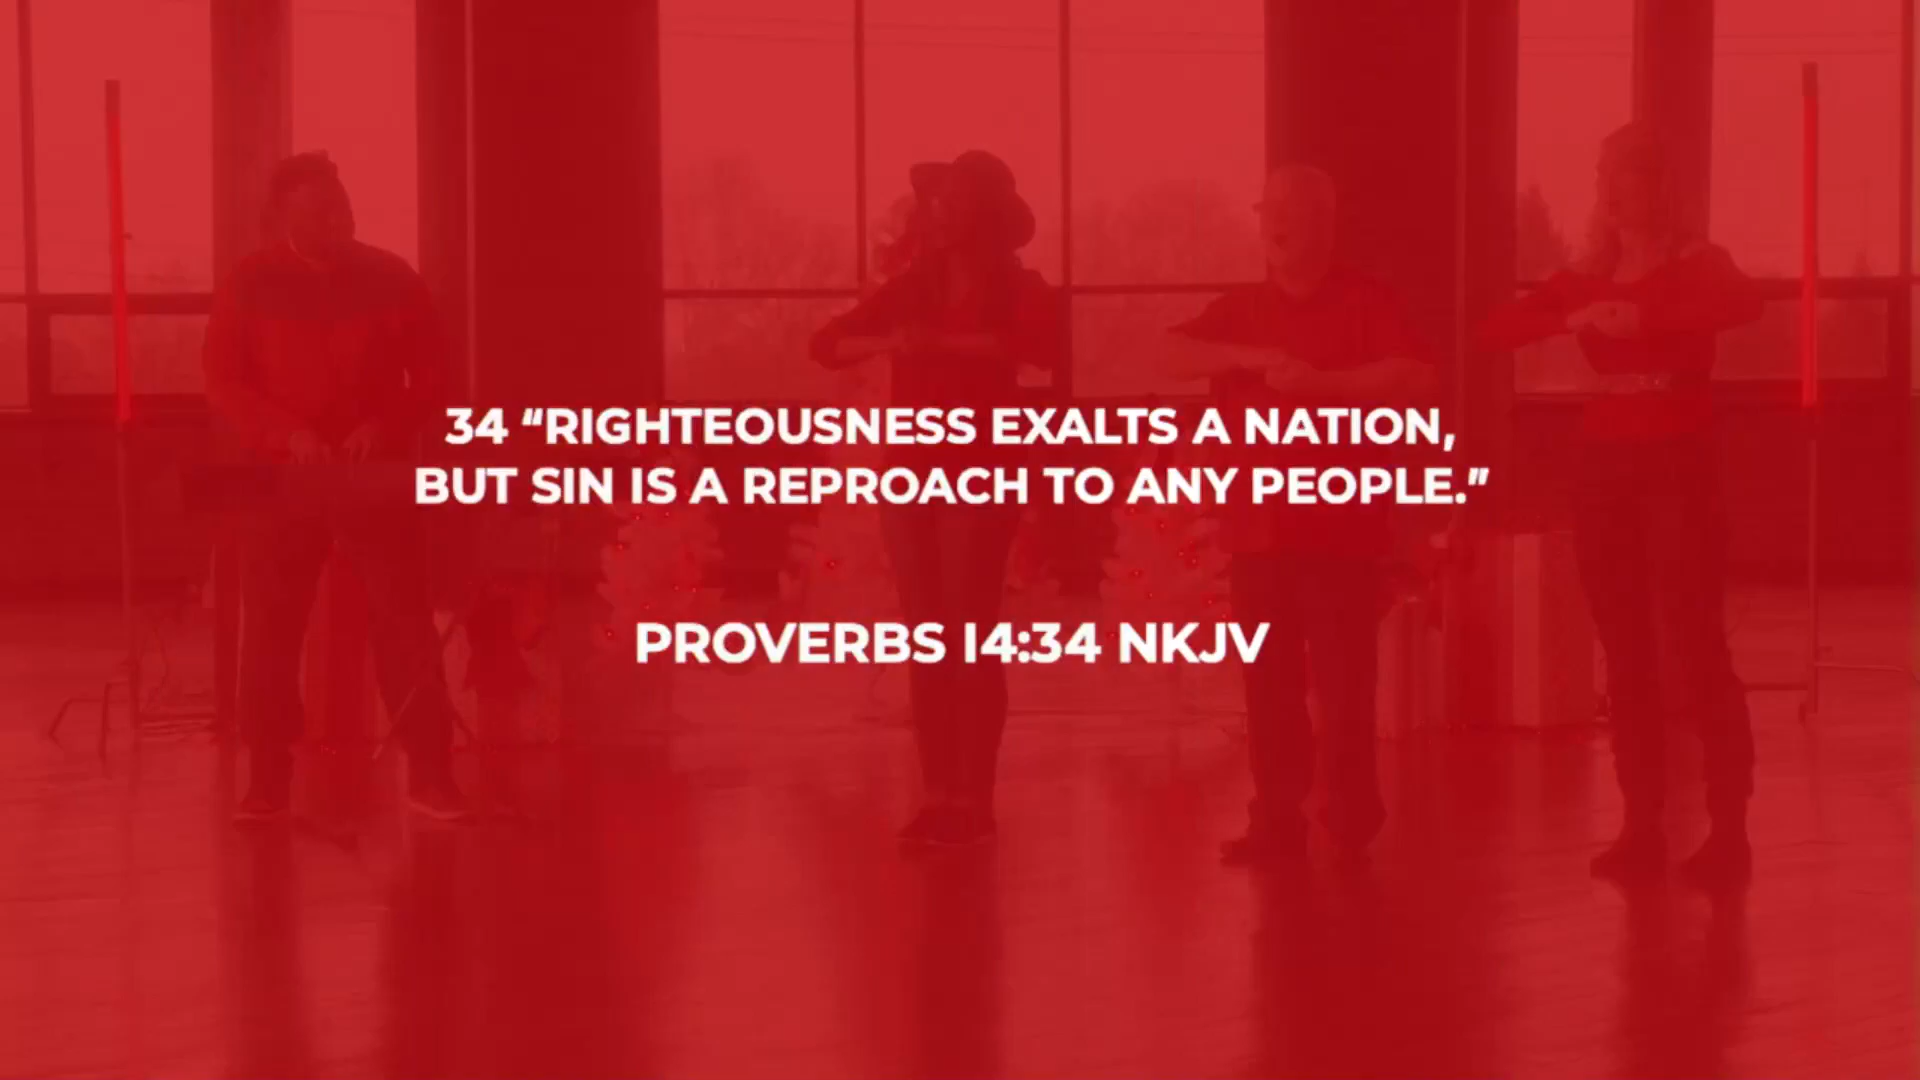 34 “RIGHTEOUSNESS EXALTS A NATION,
BUT SIN IS A REPROACH TO ANY PEOPLE.”
PROVERBS 14:34 NKJV